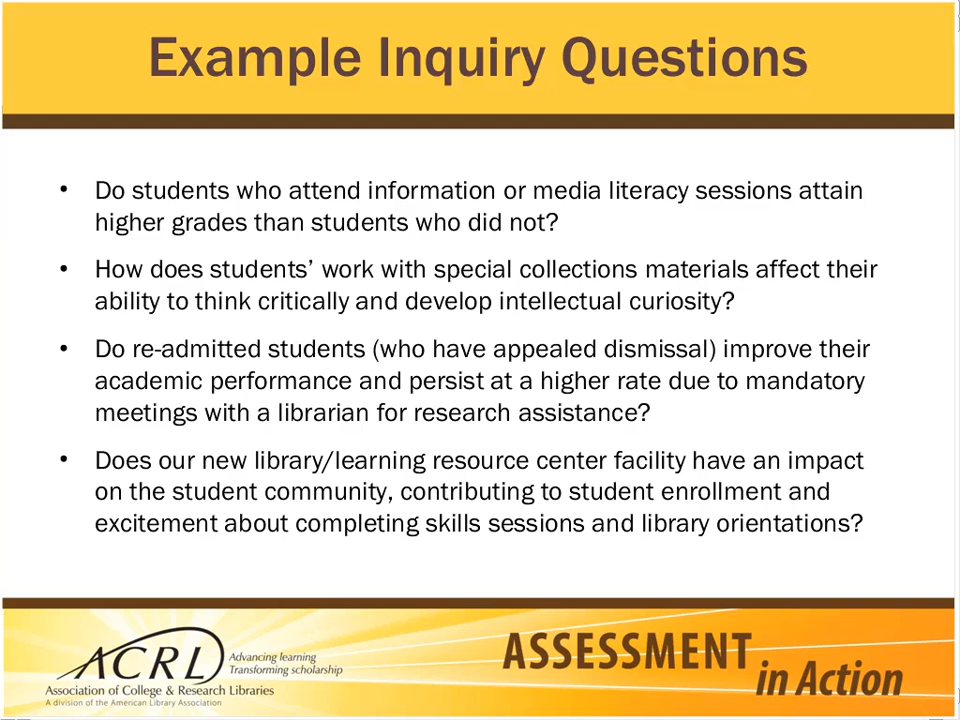 Example Inquiry Questions
• Do students who attend information or media literacy sessions attain
higher grades than students who did not?
• How does students’ work with special collections materials affect their
ability to think critically and develop intellectual curiosity?
• Do re-admitted students (who have appealed dismissal) improve their
academic performance and persist at a higher rate due to mandatory
meetings with a librarian for research assistance?
• Does our new library/learning resource center facility have an impact
on the student community, contributing to student enrollment and
excitement about completing skills sessions and library orientations?
ACRL
Advancing learning
Transforming scholarship
Association of College & Research Libraries
A division of the American Library Association
ASSESSMENT
in Action